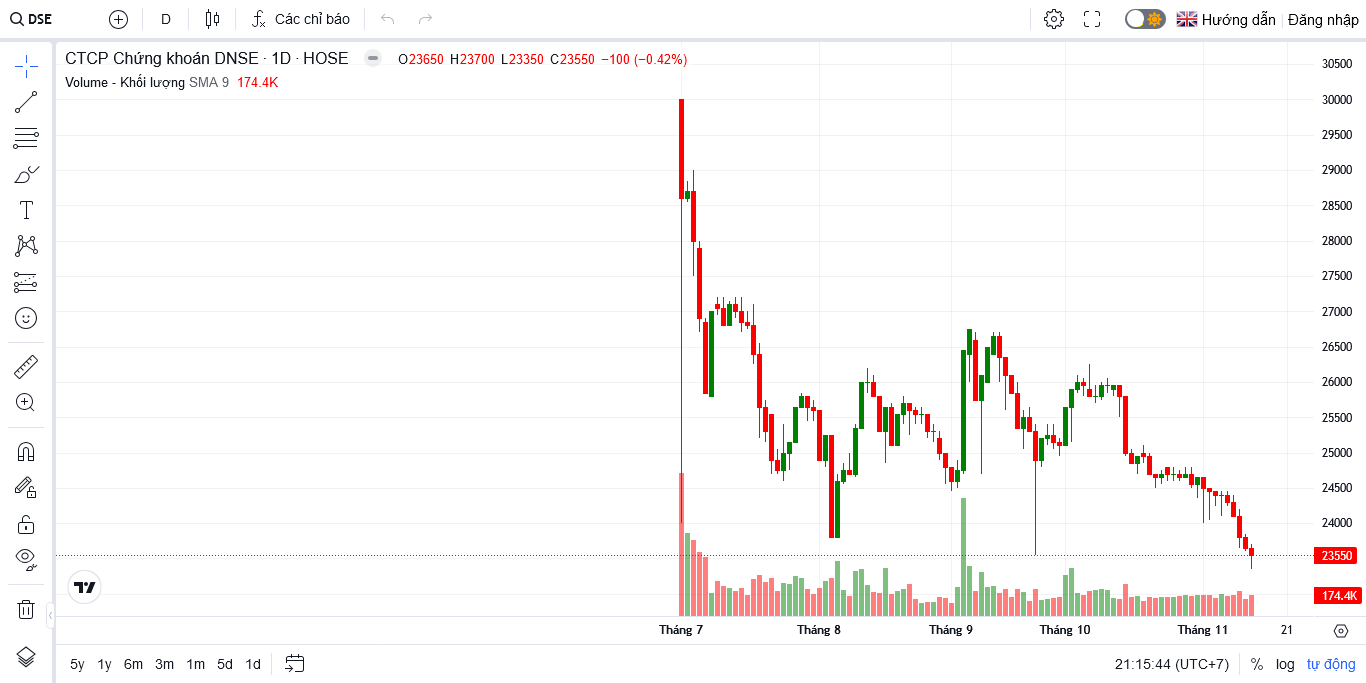 DSE D Các chỉ báo Hướng dẫn Đăng nhập
CTCP Chứng khoán DNSE · 1D · HOSE O23650 H23700 L23350 C23550 −100 (−0.42%)
Volume - Khối lượng SMA 9 174.4K
30500
30000
29500
29000
28500
28000
27500
27000
26500
26000
25500
25000
24500
24000
23550
174.4K
Tháng 7 Tháng 8 Tháng 9 Tháng 10 Tháng 11 21
5y 1y 6m 3m 1m 5d 1d 21:15:44 (UTC+7) % log tự động